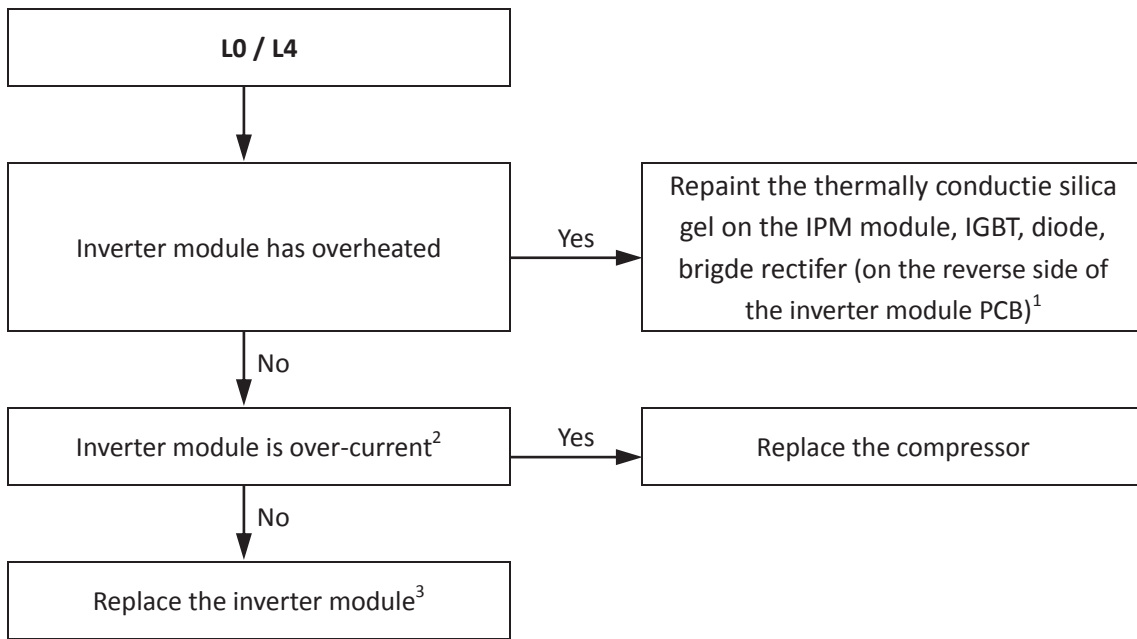 L0 / L4
Inverter module has overheated
Yes
Repaint the thermally conductie silica
gel on the IPM module, IGBT, diode,
brigde rectifer (on the reverse side of
the inverter module PCB)1
No
Inverter module is over-current2
Yes
Replace the compressor
No
Replace the inverter module3